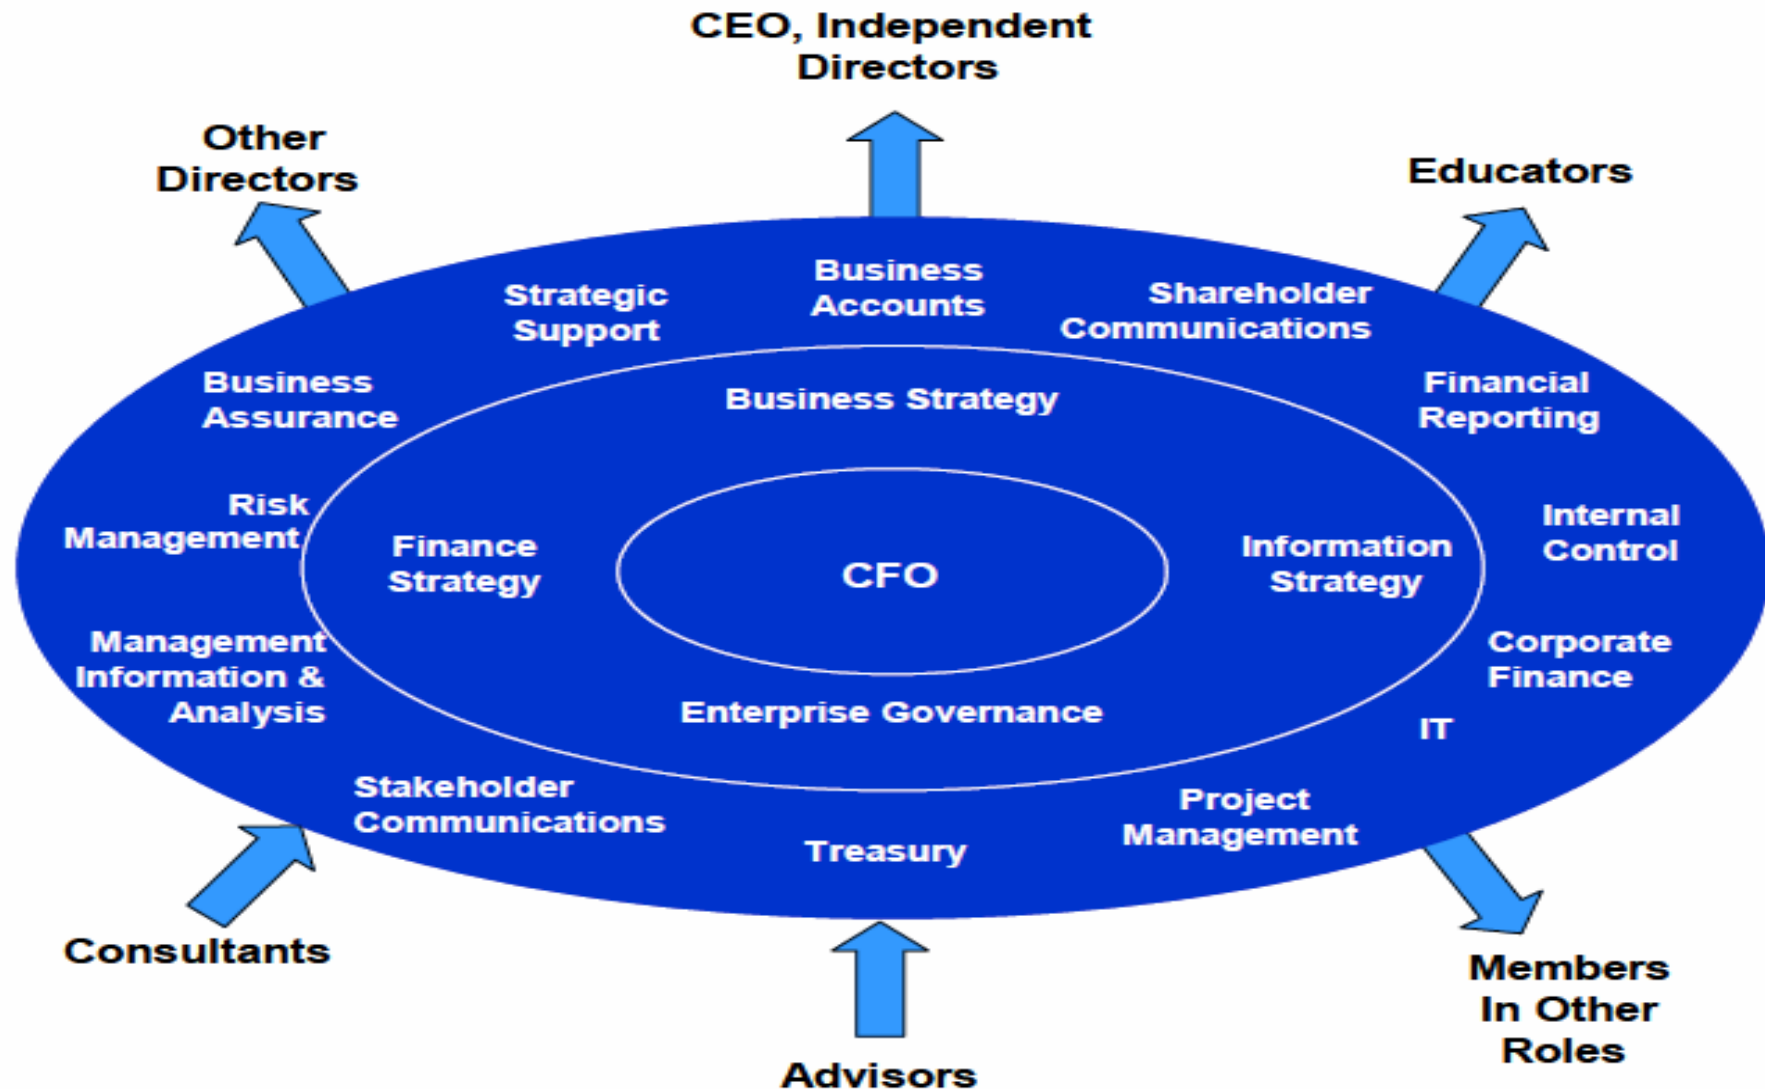 CEO, Independent
Directors
Other
Directors
Educators
Business
Accounts
Strategic
Support
Shareholder
Communications
Business
Assurance
Business Strategy
Financial
Reporting
Risk
Management
Finance
Strategy
CFO
Information
Strategy
Internal
Control
Management
Information &
Analysis
Enterprise Governance
Corporate
Finance
IT
Stakeholder
Communications
Treasury
Project
Management
Consultants
Advisors
Members
In Other
Roles